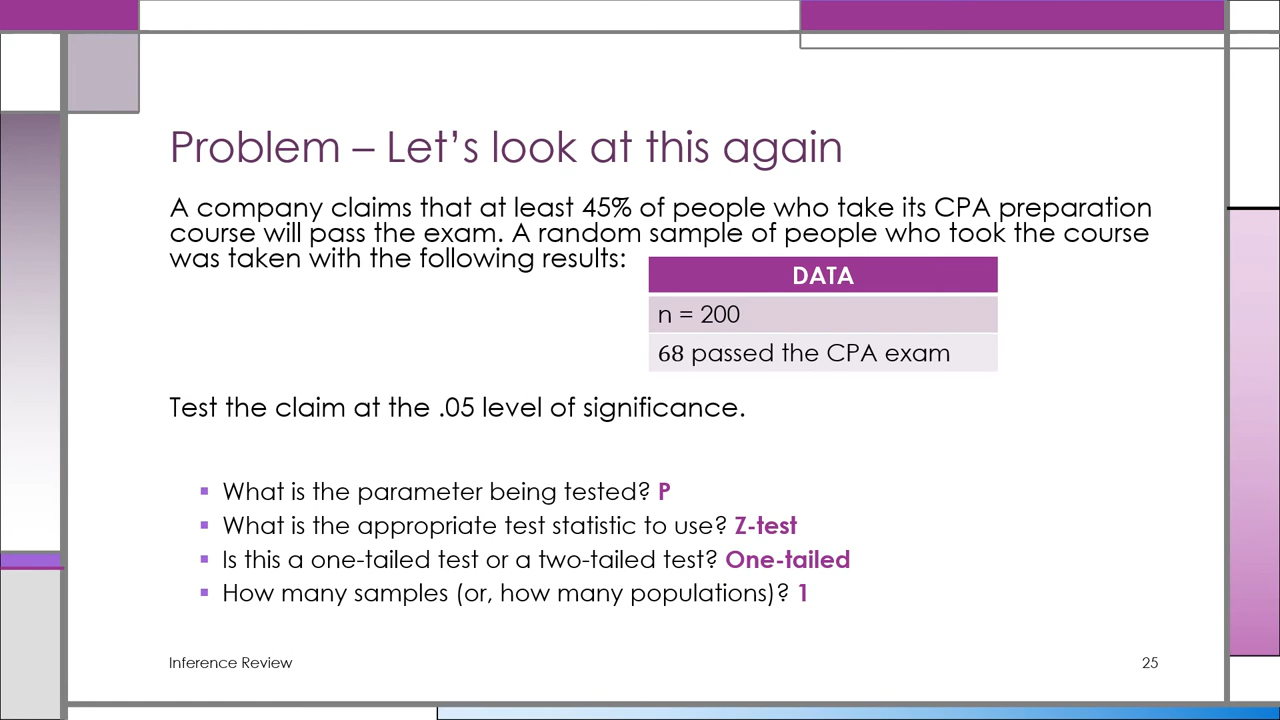 Problem – Let’s look at this again
A company claims that at least 45% of people who take its CPA preparation
course will pass the exam. A random sample of people who took the course
was taken with the following results:
DATA
n = 200
68 passed the CPA exam
Test the claim at the .05 level of significance.
▪ What is the parameter being tested? P
▪ What is the appropriate test statistic to use? Z-test
▪ Is this a one-tailed test or a two-tailed test? One-tailed
▪ How many samples (or, how many populations)? 1
Inference Review
25